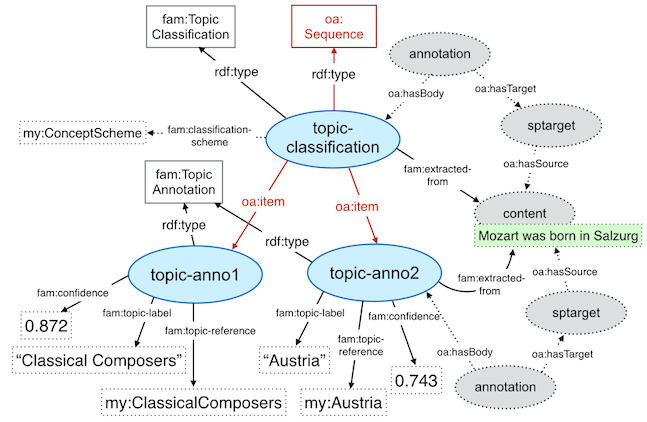 fam:Topic
Classification
oa:
Sequence
annotation
rdf:type
rdf:type
oa:hasBody
oa:hasTarget
my:ConceptScheme
fam:classification-
scheme
topic-
classification
sptarget
fam:Topic
Annotation
fam:extracted-
from
oa:hasSource
oa:item
oa:item
content
Mozart was born in Salzurg
rdf:type
rdf:type
topic-anno1
topic-anno2
fam:extracted-
from
oa:hasSource
fam:confidence
fam:topic-label
fam:topic-reference
fam:topic-label
fam:confidence
fam:topic-
reference
sptarget
0.872
oa:hasBody
oa:hasTarget
“Classical Composers”
“Austria”
0.743
annotation
my:ClassicalComposers
my:Austria